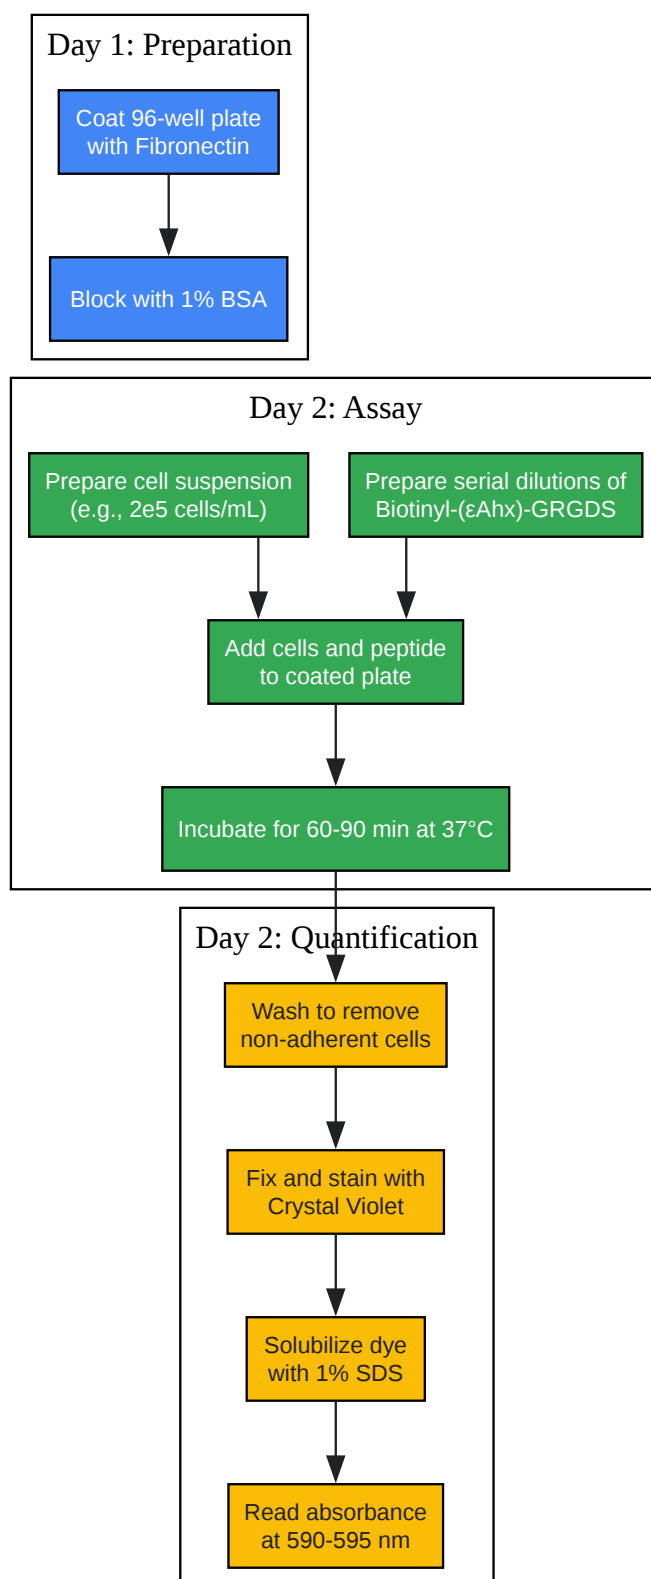 Day 1: Preparation
Coat 96-well plate
with Fibronectin
Block with 1% BSA
Day 2: Assay
Prepare cell suspension
(e.g., 2e5 cells/mL)
Prepare serial dilutions of
Biotinyl-(εAhx)-GRGDS
Add cells and peptide
to coated plate
Incubate for 60-90 min at 37°C
Day 2: Quantification
Wash to remove
non-adherent cells
Fix and stain with
Crystal Violet
Solubilize dye
with 1% SDS
Read absorbance
at 590-595 nm